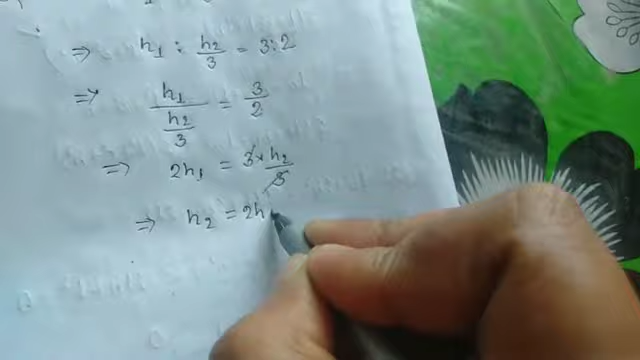 ⇒ h₁ : h₂/3 = 3:2
⇒ h₁/(h₂/3) = 3/2
⇒ 2h₁ = 3 × h₂/3
⇒ h₂ = 2h